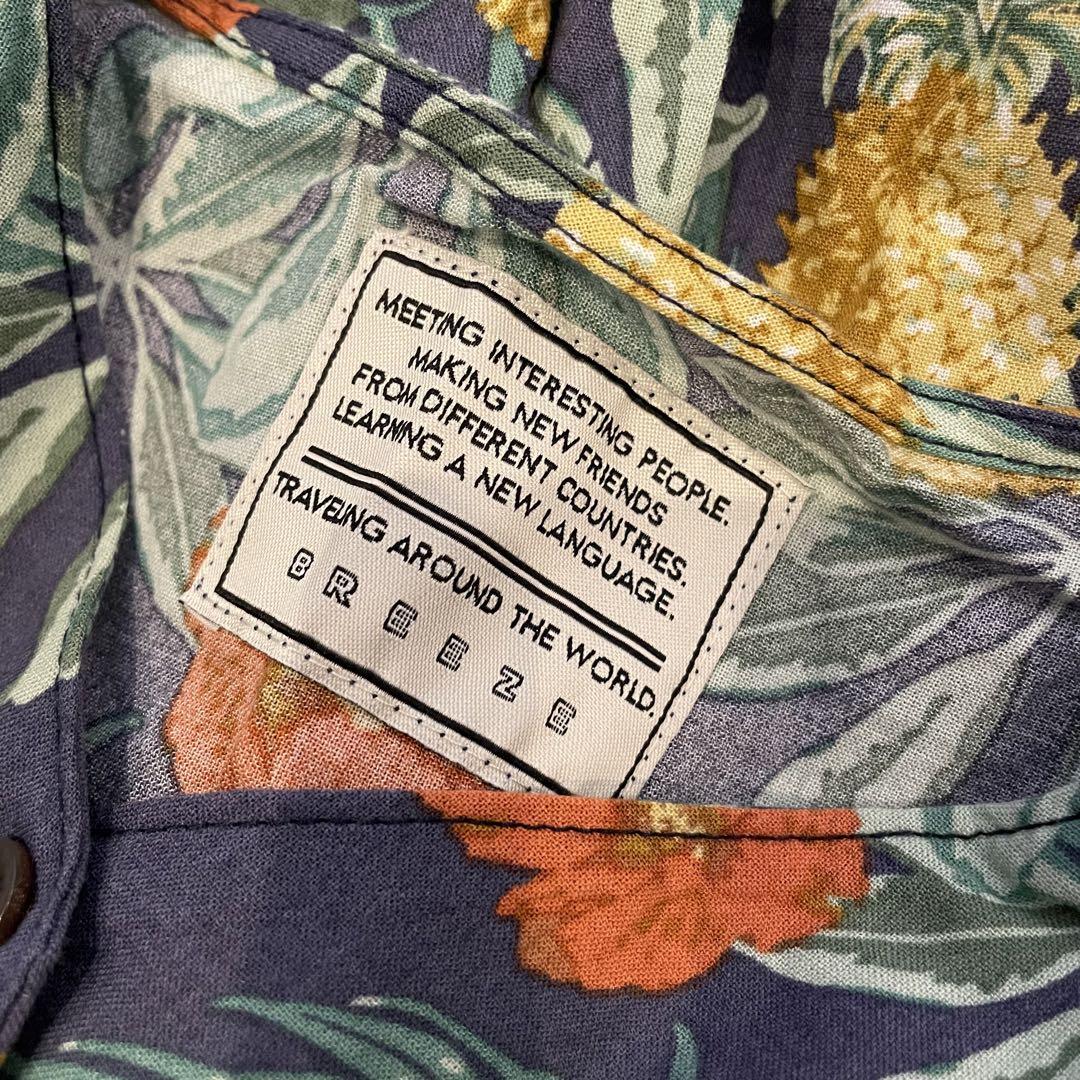 MEETING INTERESTING PEOPLE.
MAKING NEW FRIENDS
FROM DIFFERENT COUNTRIES.
LEARNING A NEW LANGUAGE.
TRAVELING AROUND THE WORLD.
BREEZE